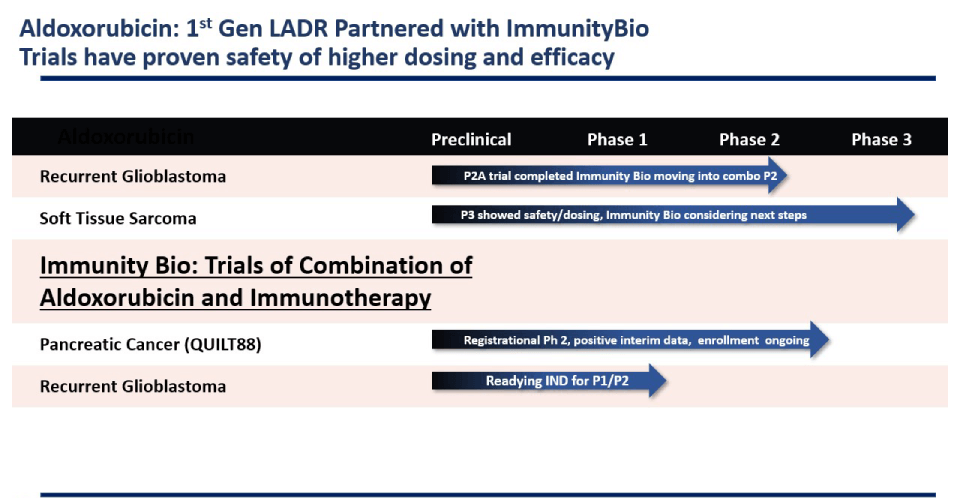 Aldoxorubicin: 1st Gen LADR Partnered with ImmunityBio
Trials have proven safety of higher dosing and efficacy
Aldoxorubicin Preclinical Phase 1 Phase 2 Phase 3
Recurrent Glioblastoma P2A trial completed Immunity Bio moving into combo P2
Soft Tissue Sarcoma P3 showed safety/dosing, Immunity Bio considering next steps
Immunity Bio: Trials of Combination of
Aldoxorubicin and Immunotherapy
Pancreatic Cancer (QUILT88) Registrational Ph 2, positive interim data, enrollment ongoing
Recurrent Glioblastoma Readying IND for P1/P2